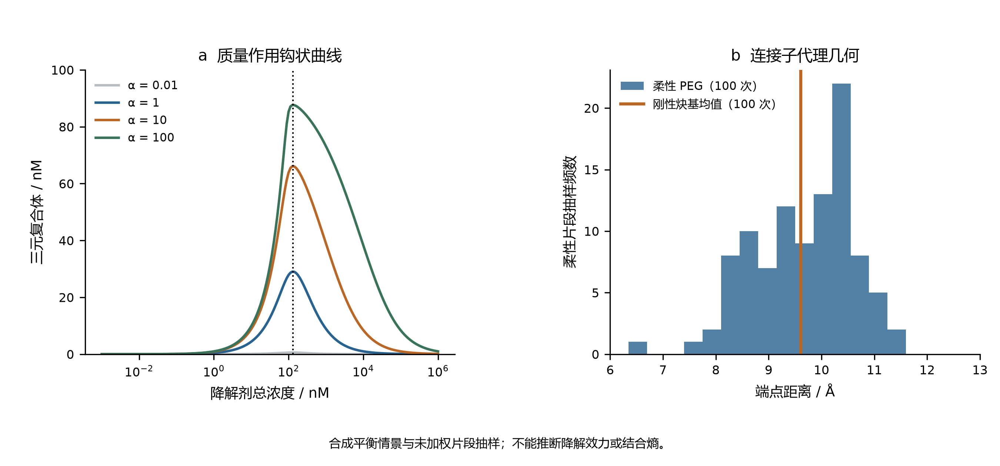 a 质量作用钩状曲线
100
80
60
40
20
0
三元复合体 / nM
α = 0.01
α = 1
α = 10
α = 100
10⁻² 10⁰ 10² 10⁴ 10⁶
降解剂总浓度 / nM
b 连接子代理几何
柔性 PEG（100 次）
刚性炔基均值（100 次）
20
15
10
5
0
柔性片段抽样频数
6 7 8 9 10 11 12 13
端点距离 / Å
合成平衡情景与未加权片段抽样；不能推断降解效力或结合熵。